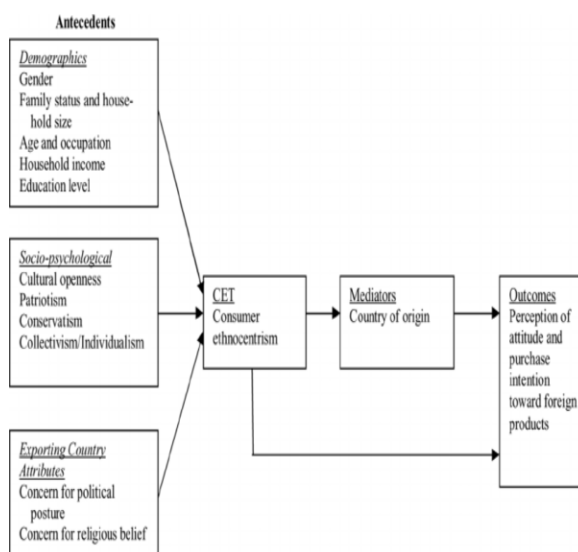 Antecedents
Demographics
Gender
Family status and house-
hold size
Age and occupation
Household income
Education level
Socio-psychological
Cultural openness
Patriotism
Conservatism
Collectivism/Individualism
Exporting Country
Attributes
Concern for political
posture
Concern for religious belief
CET
Consumer
ethnocentrism
Mediators
Country of origin
Outcomes
Perception of
attitude and
purchase
intention
toward foreign
products